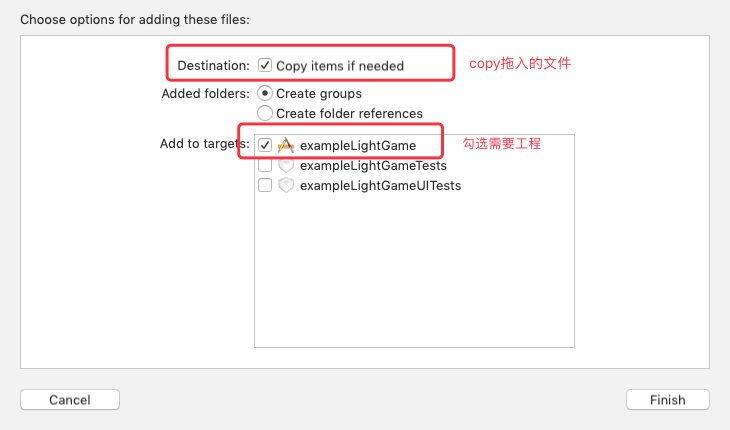 Choose options for adding these files:
Destination: Copy items if needed copy拖入的文件
Added folders: Create groups
Create folder references
Add to targets: exampleLightGame 勾选需要工程
exampleLightGameTests
exampleLightGameUITests
Cancel Finish